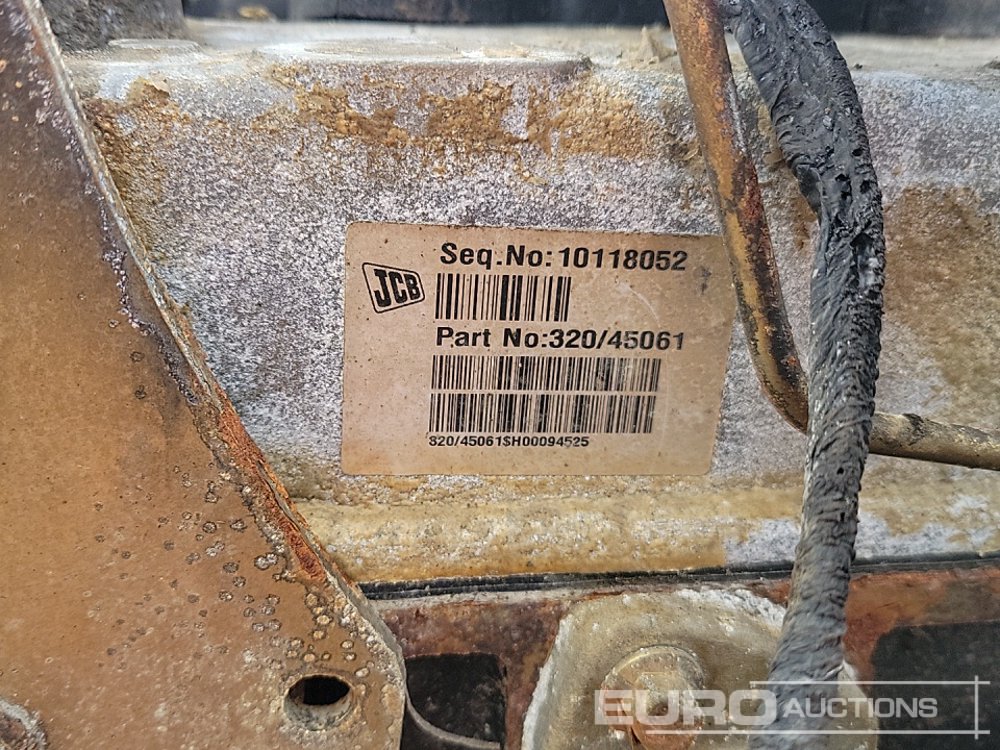 JCB
Seq.No:10118052
Part No:320/45061
320/45061SH00094525
EURO AUCTIONS